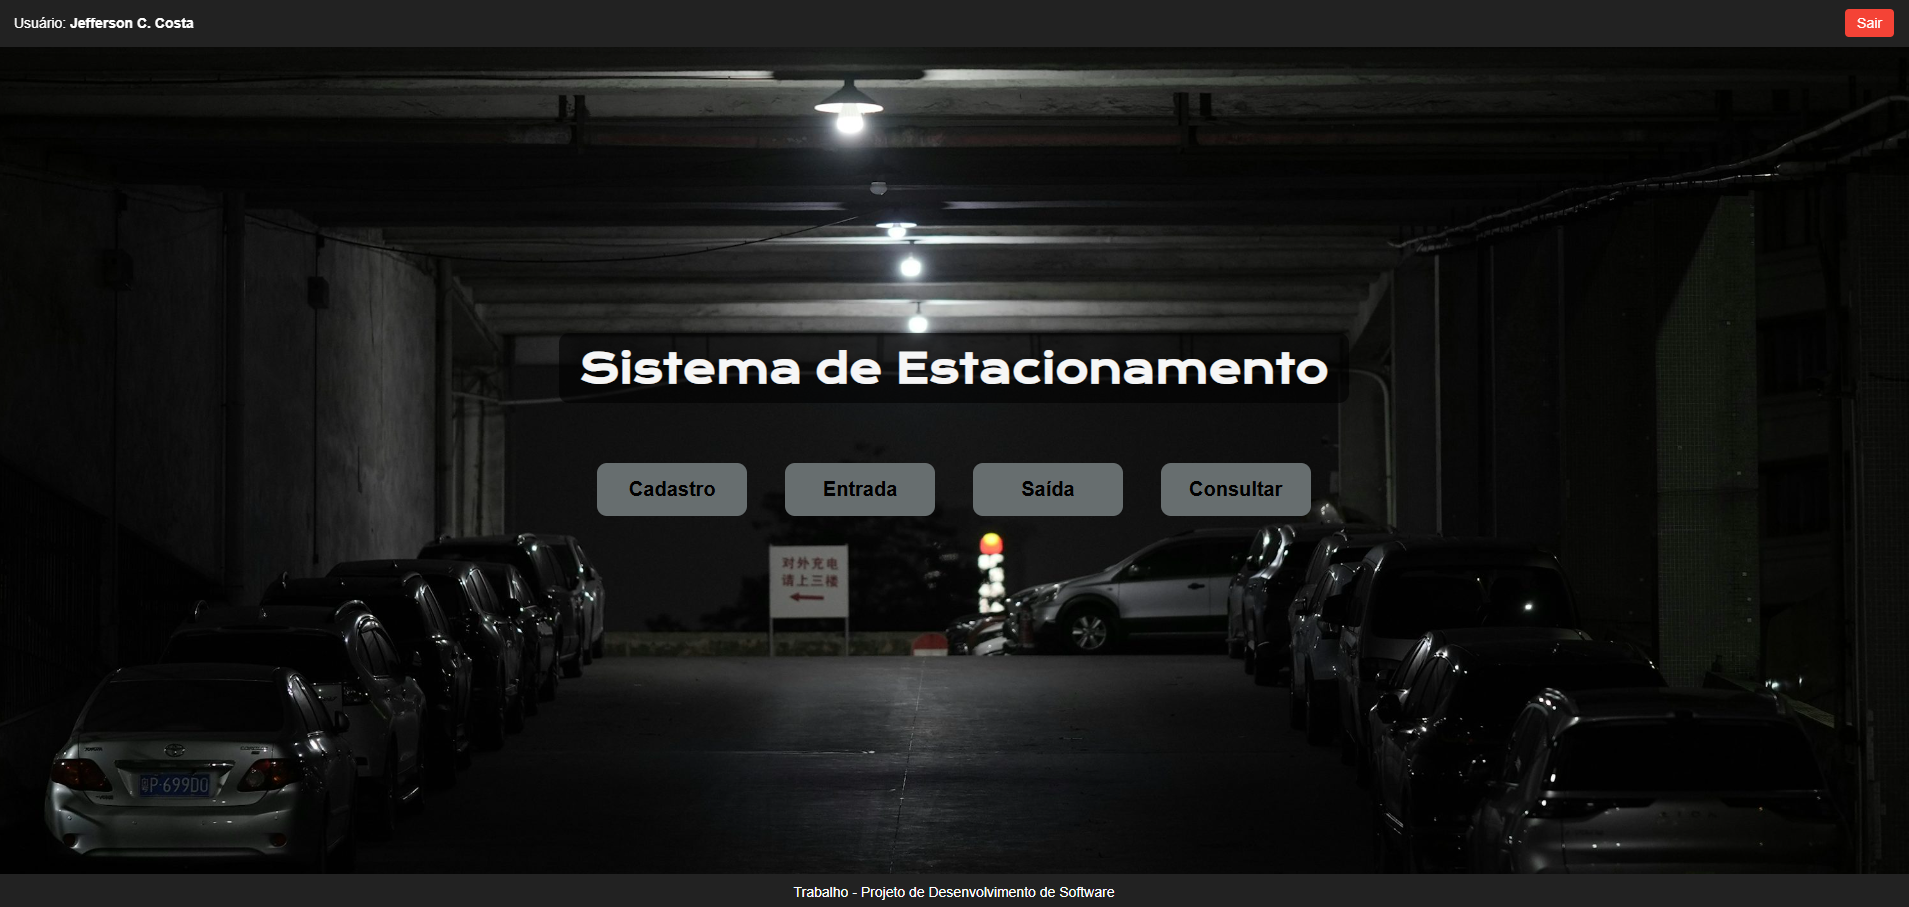 Usuário: Jefferson C. Costa
Sair
Sistema de Estacionamento
Cadastro
Entrada
Saída
Consultar
对外充电
请上三楼
P·699D0
Trabalho - Projeto de Desenvolvimento de Software